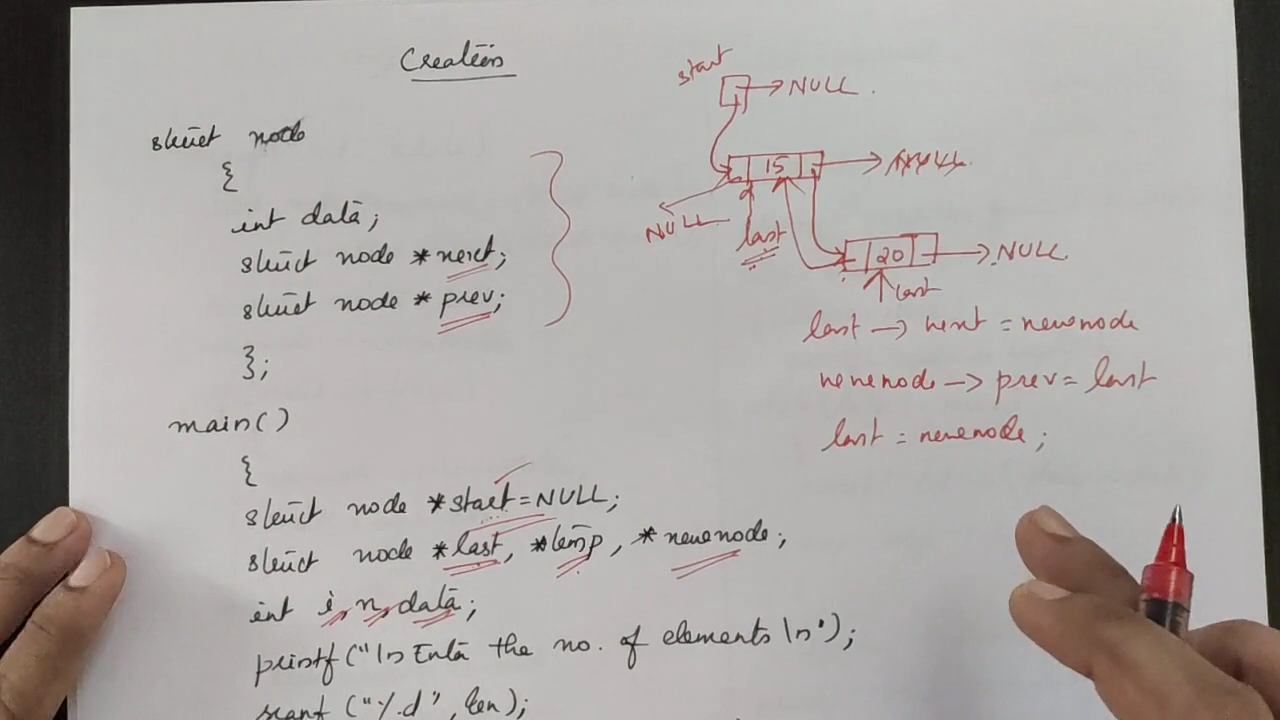 Creation
struct node
{
int data;
struct node *next;
struct node *prev;
};
main()
{
struct node *start=NULL;
struct node *last, *temp, *newnode;
int i, n, data;
printf("\n Enter the no. of elements \n");
scanf ("%d", &n);
start
NULL.
15
NULL
last
20
NULL
last
last → next = newnode
newnode → prev = last
last = newnode;